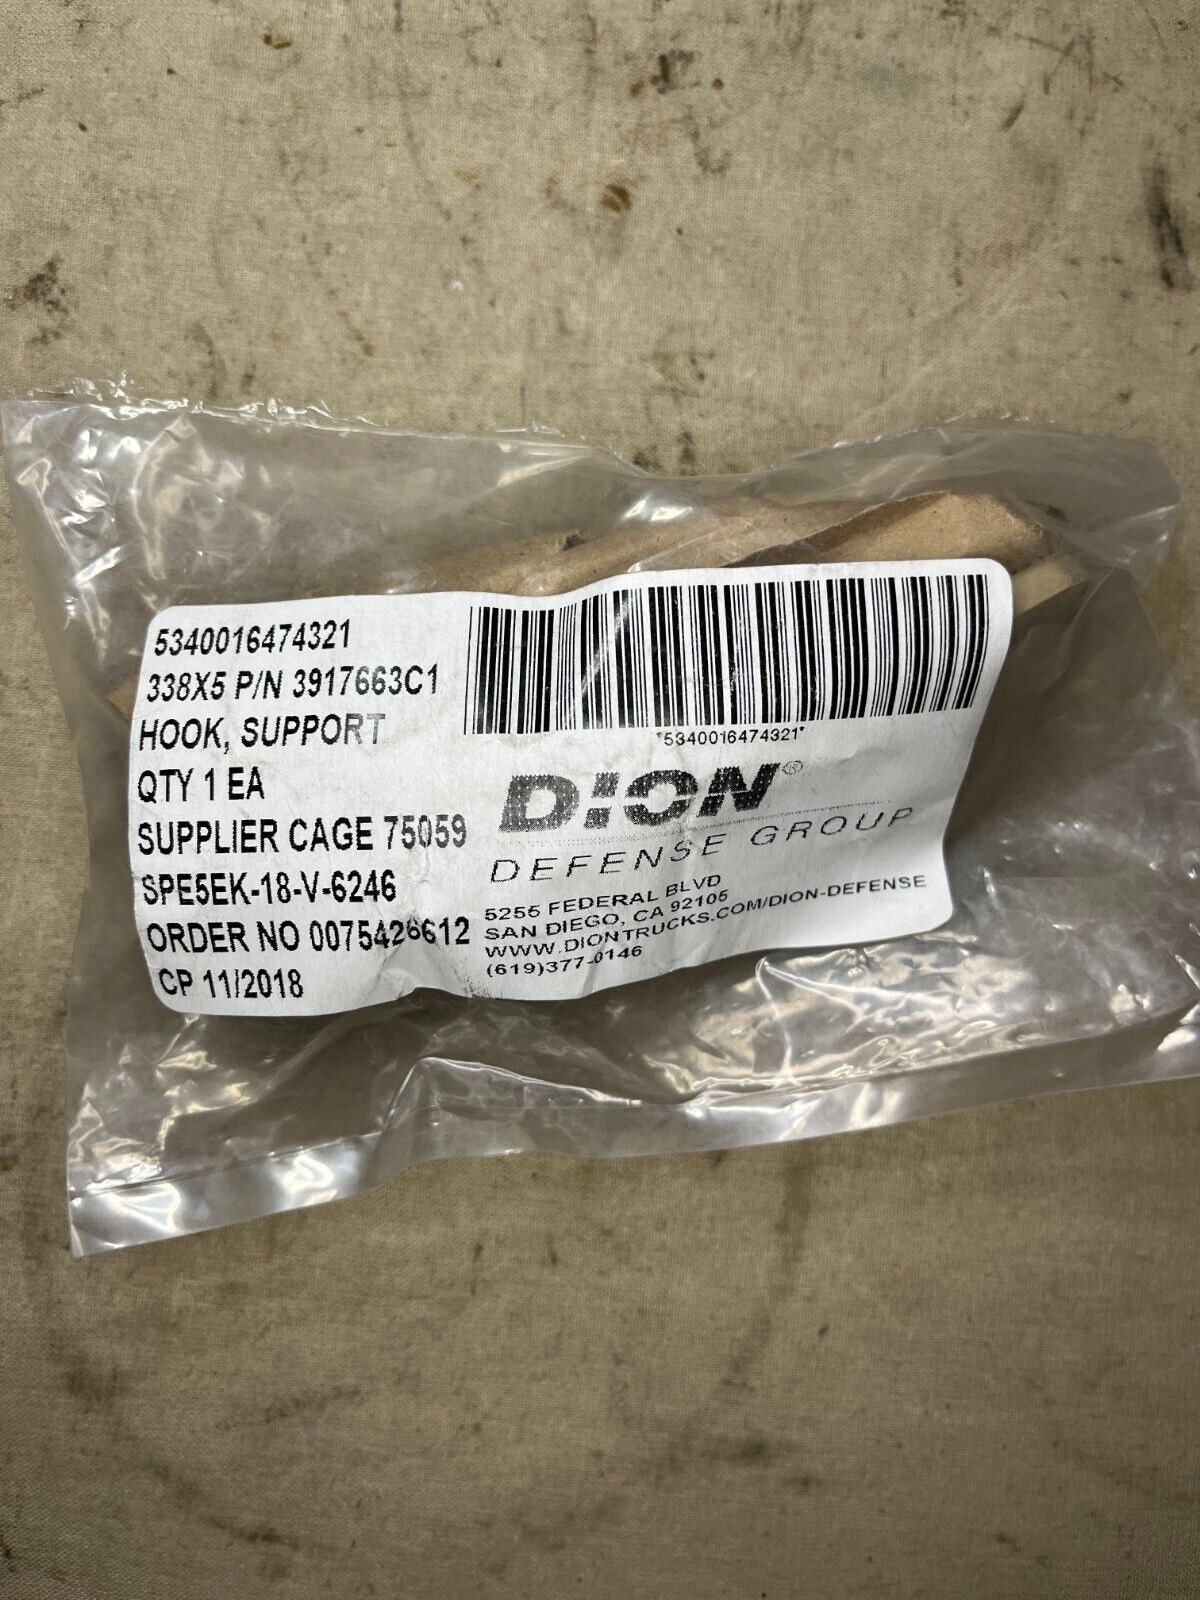 5340016474321
338X5 P/N 3917663C1
HOOK, SUPPORT
QTY 1 EA
SUPPLIER CAGE 75059
SPE5EK-18-V-6246
ORDER NO 0075426612
CP 11/2018
*5340016474321*
DION®
DEFENSE GROUP
5255 FEDERAL BLVD
SAN DIEGO, CA 92105
WWW.DIONTRUCKS.COM/DION-DEFENSE
(619)377-0146